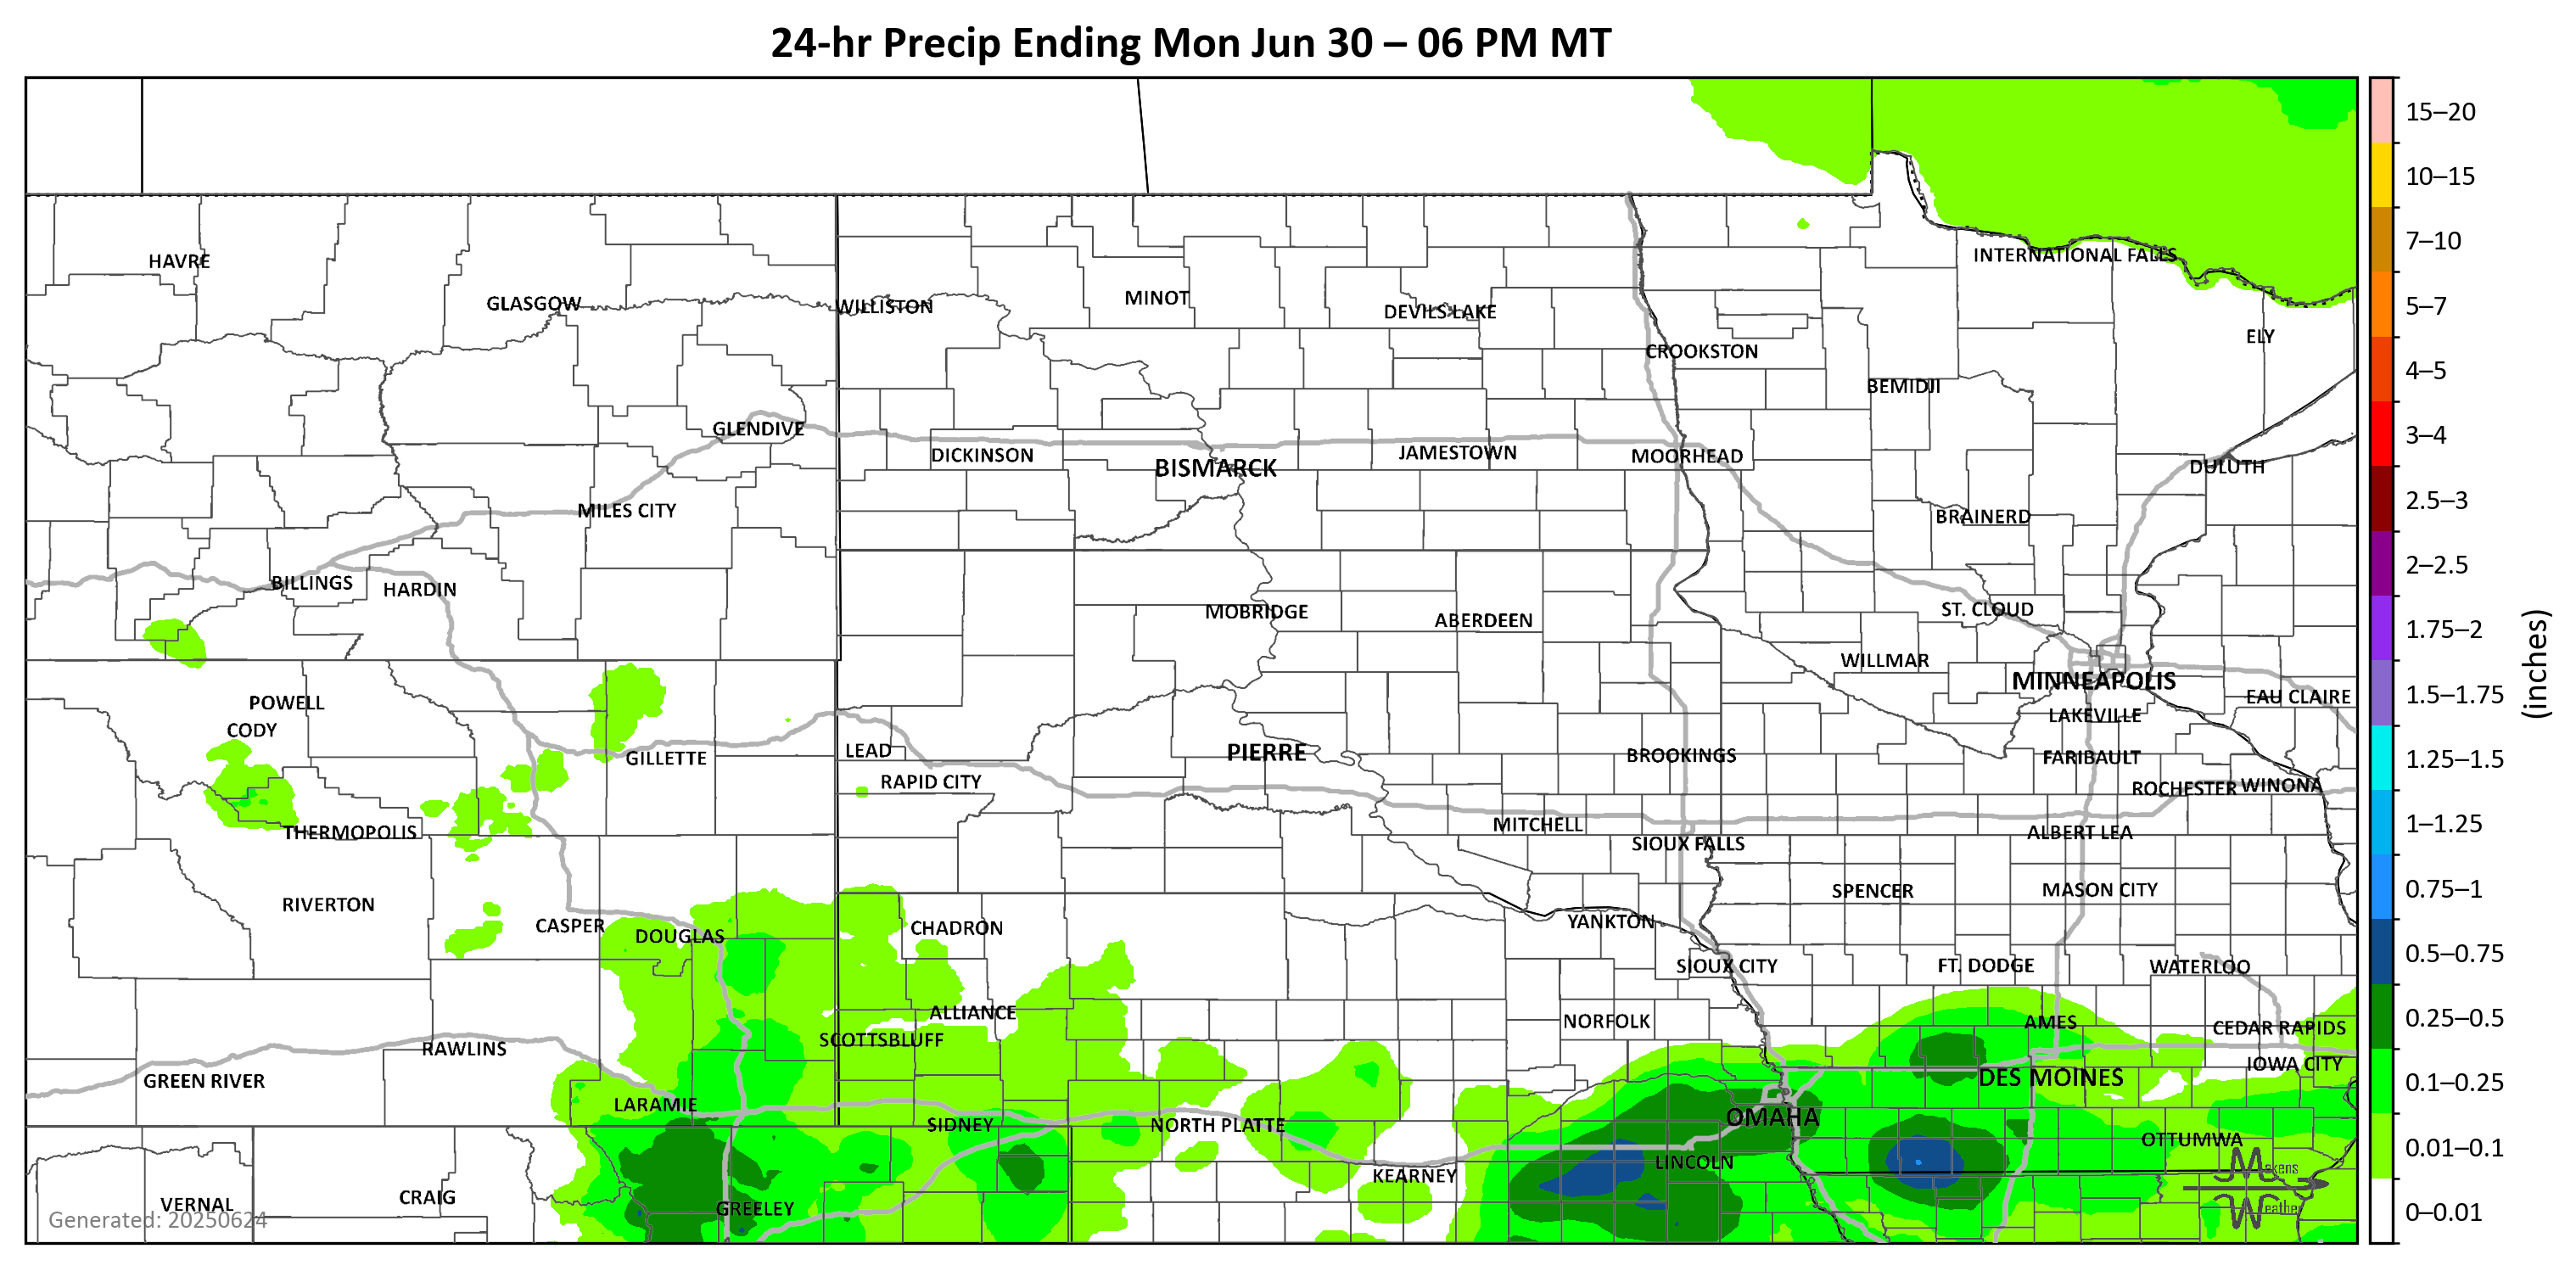 24-hr Precip Ending Mon Jun 30 – 06 PM MT
HAVRE
GLASGOW
WILLISTON
MINOT
DEVILS LAKE
INTERNATIONAL FALLS
CROOKSTON
ELY
BEMIDJI
GLENDIVE
DICKINSON
BISMARCK
JAMESTOWN
MOORHEAD
DULUTH
MILES CITY
BRAINERD
BILLINGS
HARDIN
MOBRIDGE
ABERDEEN
ST. CLOUD
WILLMAR
MINNEAPOLIS
EAU CLAIRE
POWELL
CODY
LAKEVILLE
GILLETTE
LEAD
PIERRE
BROOKINGS
FARIBAULT
RAPID CITY
ROCHESTER
WINONA
THERMOPOLIS
MITCHELL
ALBERT LEA
SIOUX FALLS
RIVERTON
SPENCER
MASON CITY
CASPER
DOUGLAS
CHADRON
YANKTON
SIOUX CITY
FT. DODGE
WATERLOO
ALLIANCE
NORFOLK
AMES
CEDAR RAPIDS
SCOTTSBLUFF
RAWLINS
IOWA CITY
GREEN RIVER
DES MOINES
LARAMIE
SIDNEY
NORTH PLATTE
OMAHA
OTTUMWA
LINCOLN
KEARNEY
VERNAL
CRAIG
GREELEY
Generated: 20250624
Makens
Weather
15–20
10–15
7–10
5–7
4–5
3–4
2.5–3
2–2.5
1.75–2
1.5–1.75
1.25–1.5
1–1.25
0.75–1
0.5–0.75
0.25–0.5
0.1–0.25
0.01–0.1
0–0.01
(inches)